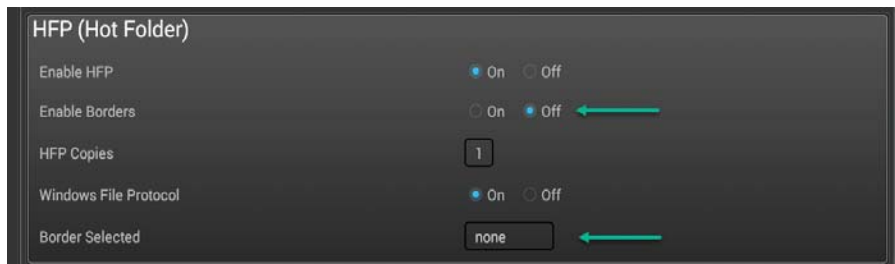 HFP (Hot Folder)
Enable HFP On Off
Enable Borders On Off
HFP Copies 1
Windows File Protocol On Off
Border Selected none